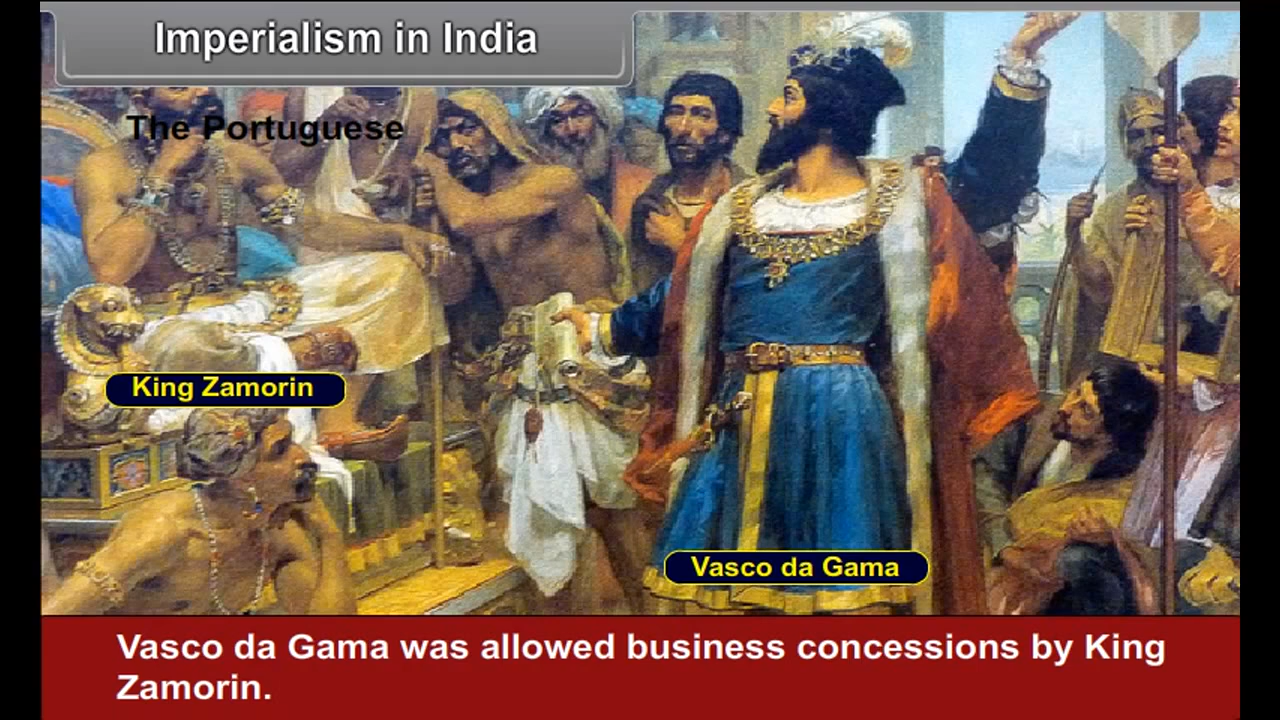 Imperialism in India
The Portuguese
King Zamorin
Vasco da Gama
Vasco da Gama was allowed business concessions by King
Zamorin.